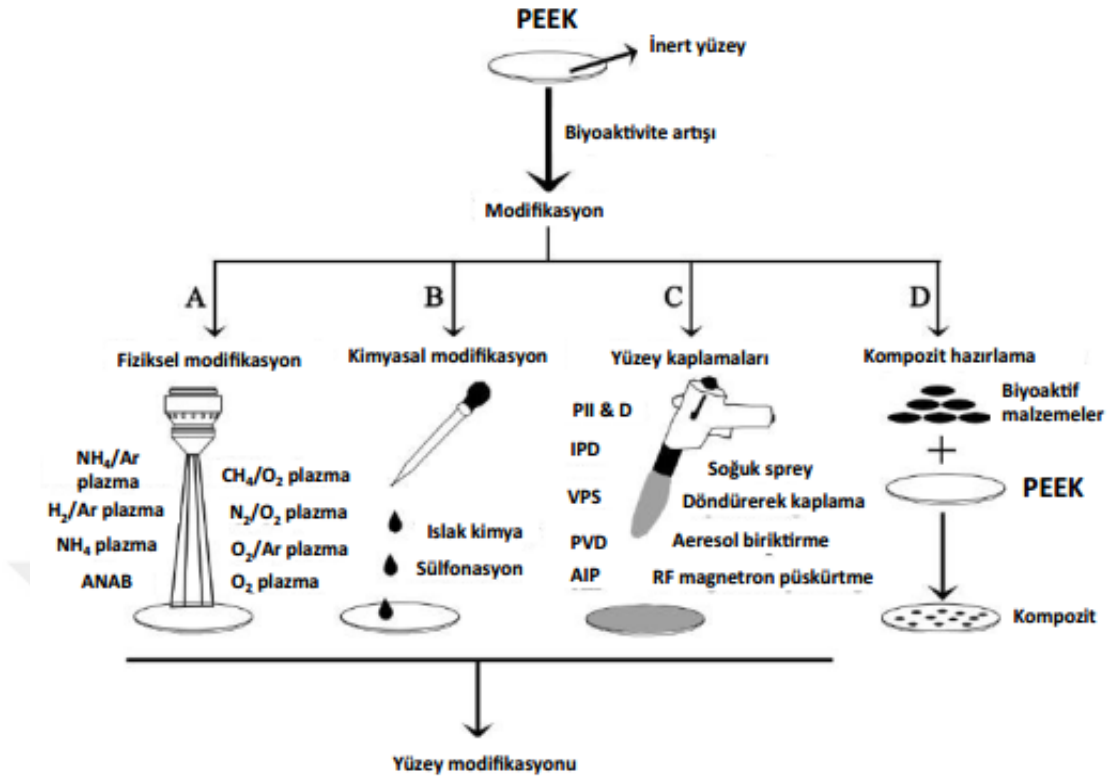 PEEK
İnert yüzey
Biyoaktivite artışı
Modifikasyon
A
Fiziksel modifikasyon
NH₄/Ar
plazma
H₂/Ar plazma
NH₄ plazma
ANAB
CH₄/O₂ plazma
N₂/O₂ plazma
O₂/Ar plazma
O₂ plazma
B
Kimyasal modifikasyon
Islak kimya
Sülfonasyon
C
Yüzey kaplamaları
PII & D
IPD
VPS
PVD
AIP
Soğuk sprey
Döndürerek kaplama
Aeresol biriktirme
RF magnetron püskürtme
D
Kompozit hazırlama
Biyoaktif
malzemeler
+
PEEK
Kompozit
Yüzey modifikasyonu